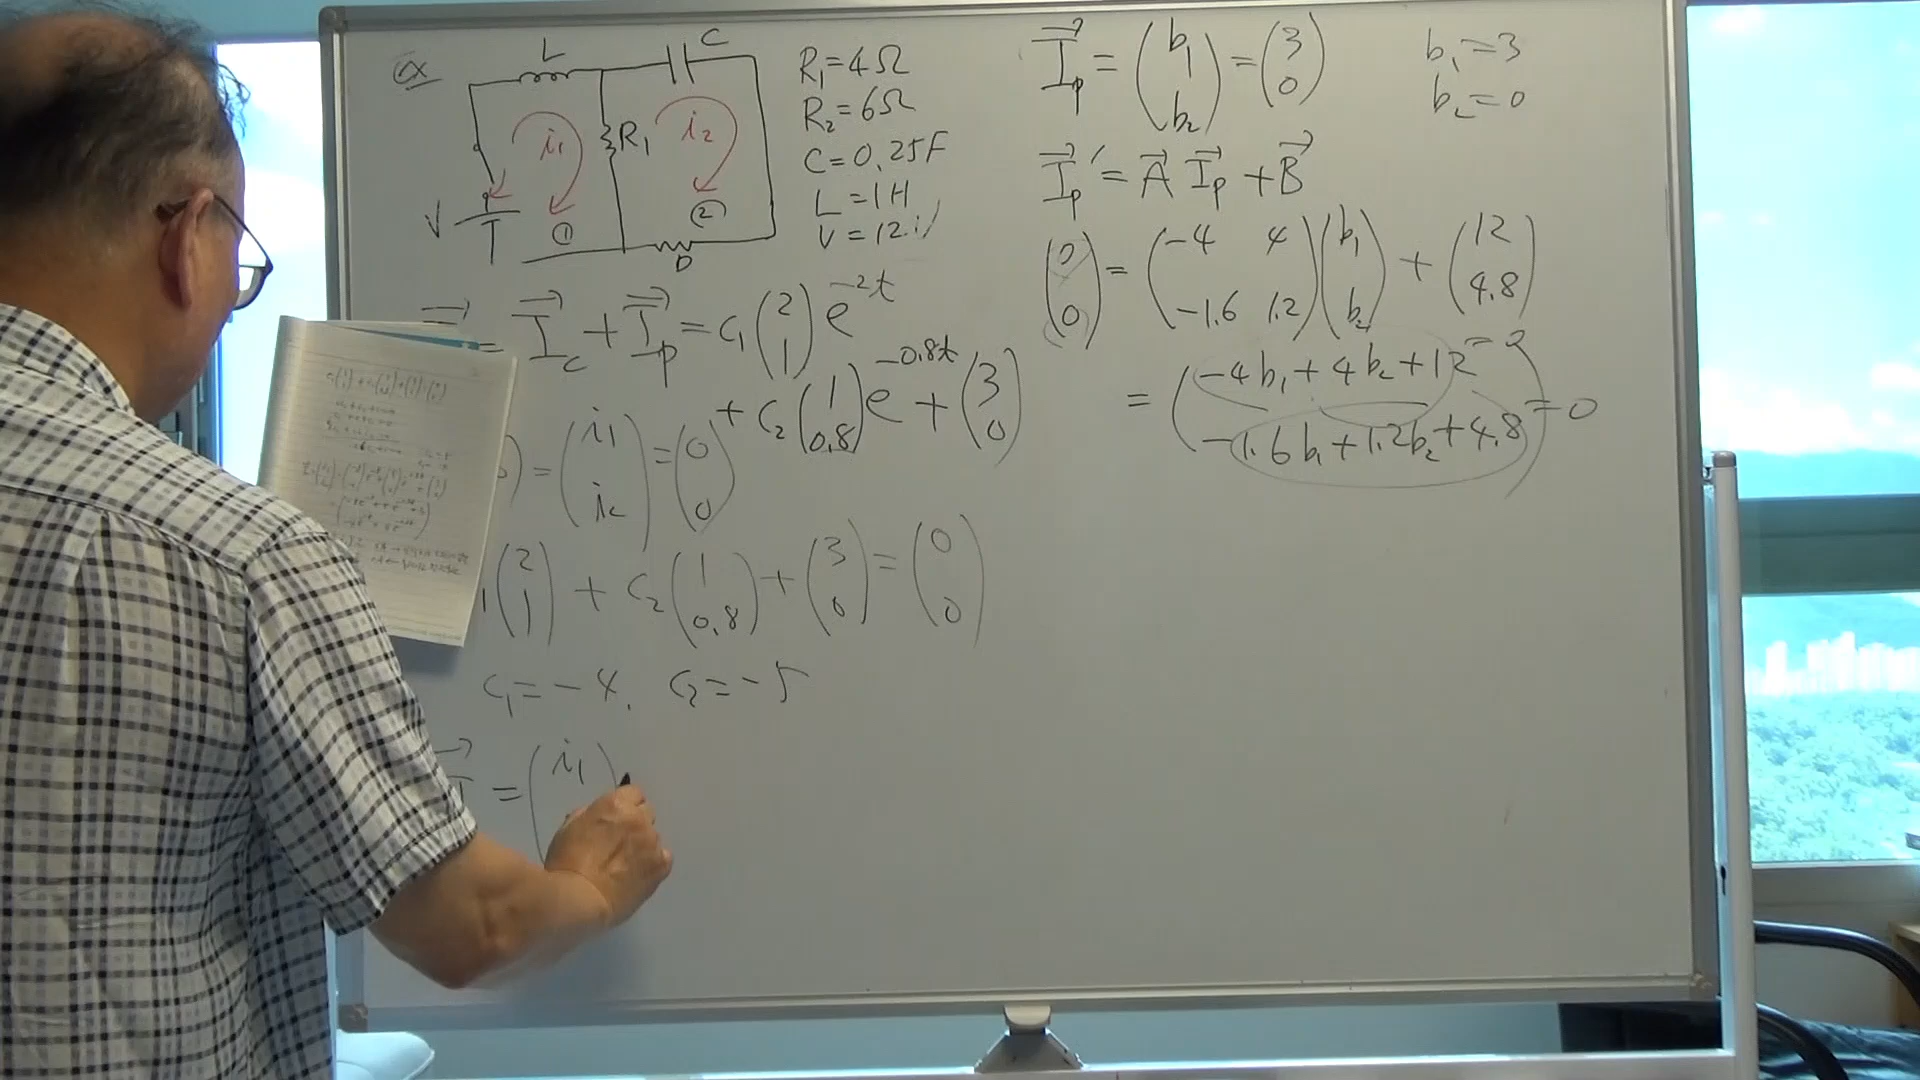 ex
L
C
R₁
i₁
i₂
V
①
②
R₁=4Ω
R₂=6Ω
C=0.25F
L=1H
V=12V
I⃗c + I⃗p = c₁(2 1)e^-2t
+ c₂(1 0.8)e^-0.8t + (3 0)
) = (i₁ i₂) = (0 0)
(2 1) + c₂(1 0.8) + (3 0) = (0 0)
c₁=-4. c₂=-5
= (i₁
I⃗p = (b₁ b₂) = (3 0)
b₁=3
b₂=0
I⃗p' = A⃗ I⃗p + B⃗
(0 0) = (-4 4 -1.6 1.2)(b₁ b₂) + (12 4.8)
= (-4b₁+4b₂+12
-1.6b₁+1.2b₂+4.8) = 0